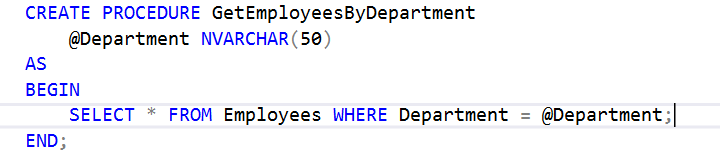 CREATE PROCEDURE GetEmployeesByDepartment
    @Department NVARCHAR(50)
AS
BEGIN
    SELECT * FROM Employees WHERE Department = @Department;
END;